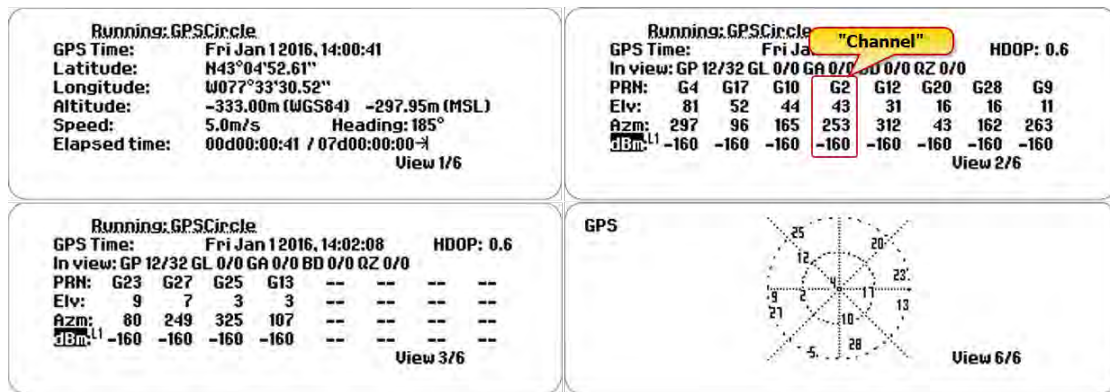 Running: GPSCircle
GPS Time: Fri Jan 1 2016, 14:00:41
Latitude: N43°04'52.61"
Longitude: W077°33'30.52"
Altitude: -333.00m (WGS84) -297.95m (MSL)
Speed: 5.0m/s Heading: 185°
Elapsed time: 00d00:00:41 / 07d00:00:00→
View 1/6
Running: GPSCircle
"Channel"
GPS Time: Fri Ja HDOP: 0.6
In view: GP 12/32 GL 0/0 GA 0/0 BD 0/0 QZ 0/0
PRN: G4 G17 G10 G2 G12 G20 G28 G9
Elv: 81 52 44 43 31 16 16 11
Azm: 297 96 165 253 312 43 162 263
dBm: L1 -160 -160 -160 -160 -160 -160 -160 -160
View 2/6
Running: GPSCircle
GPS Time: Fri Jan 1 2016, 14:02:08 HDOP: 0.6
In view: GP 12/32 GL 0/0 GA 0/0 BD 0/0 QZ 0/0
PRN: G23 G27 G25 G13 -- -- -- --
Elv: 9 7 3 3 -- -- -- --
Azm: 80 249 325 107 -- -- -- --
dBm: L1 -160 -160 -160 -160 -- -- -- --
View 3/6
GPS
25 20
12
4 23
9 2 17
27 13
10
28
5
View 6/6